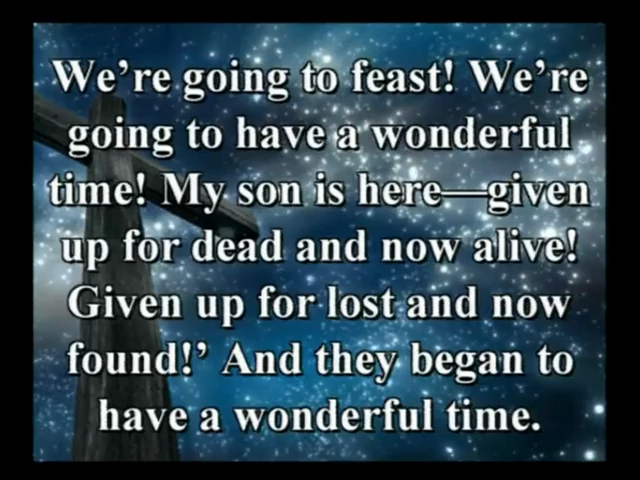 We're going to feast! We're
going to have a wonderful
time! My son is here—given
up for dead and now alive!
Given up for lost and now
found!’ And they began to
have a wonderful time.